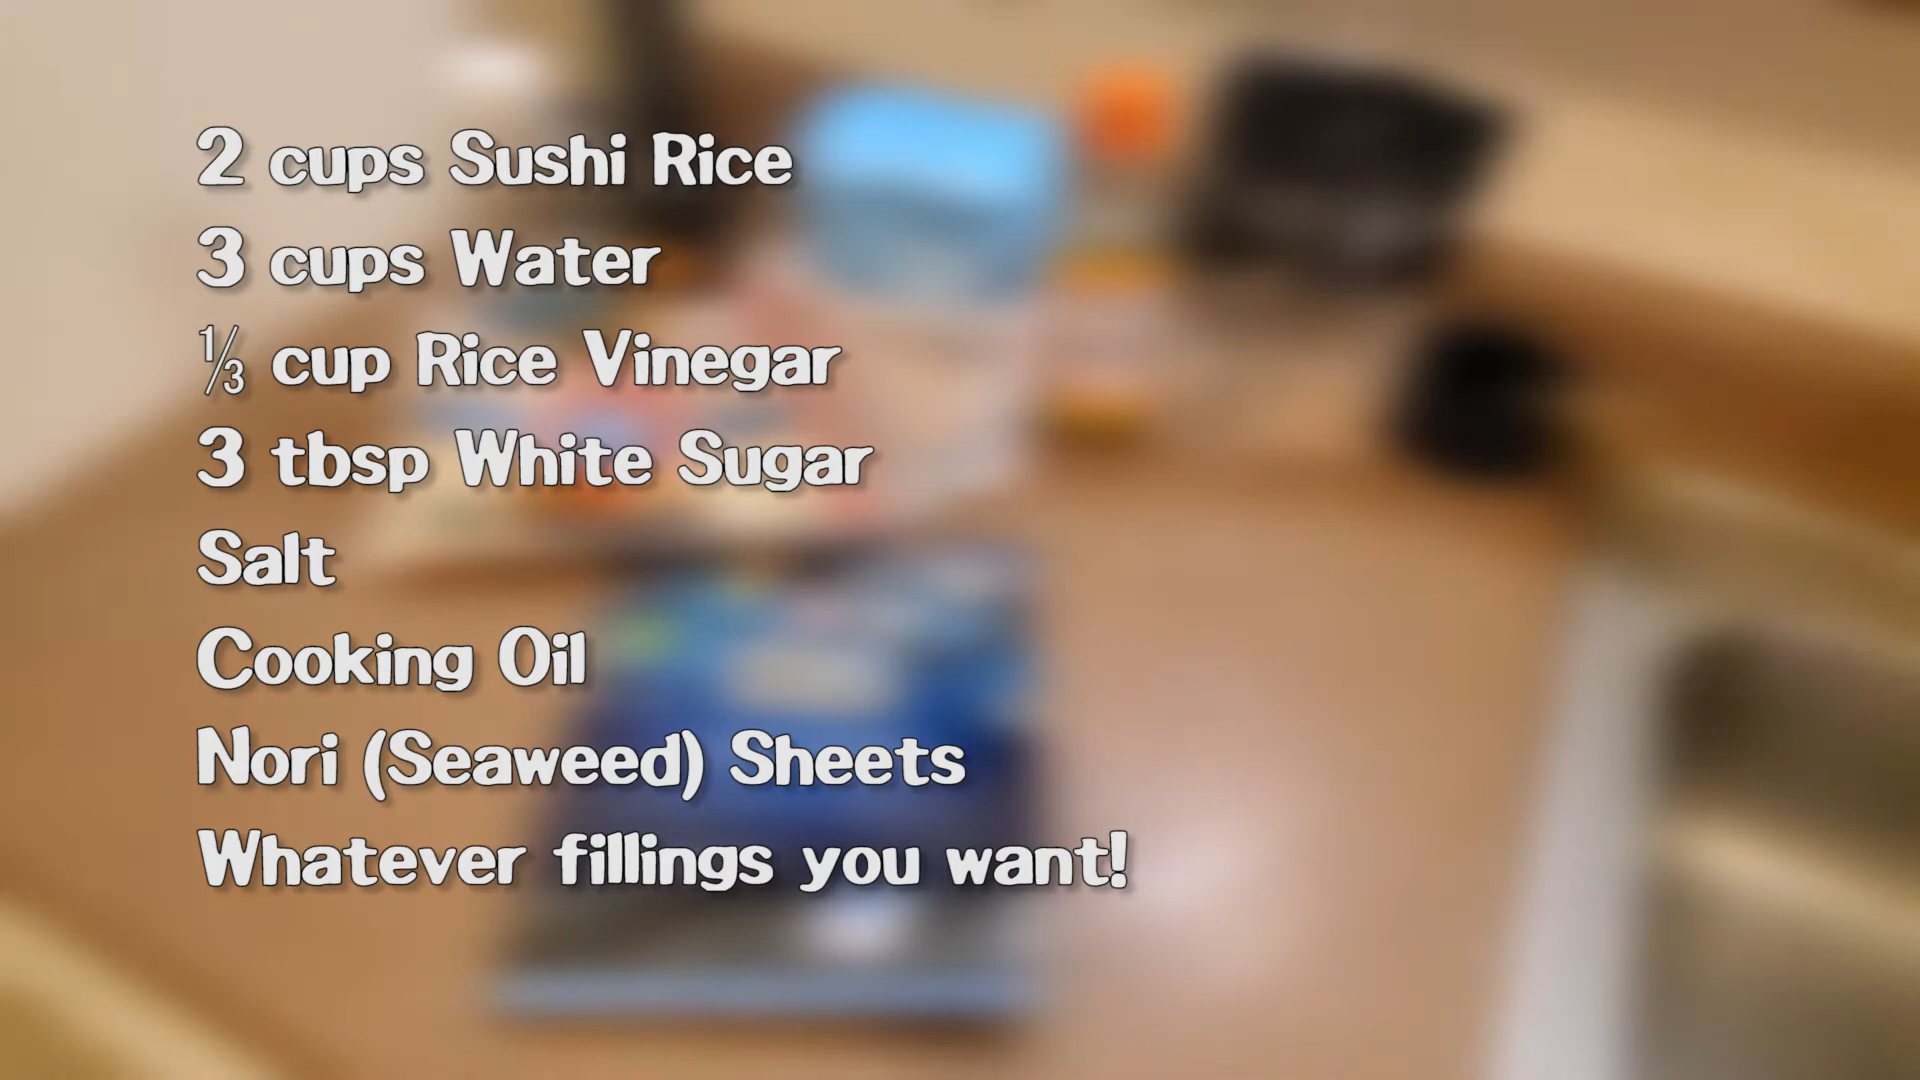 2 cups Sushi Rice
3 cups Water
⅓ cup Rice Vinegar
3 tbsp White Sugar
Salt
Cooking Oil
Nori (Seaweed) Sheets
Whatever fillings you want!